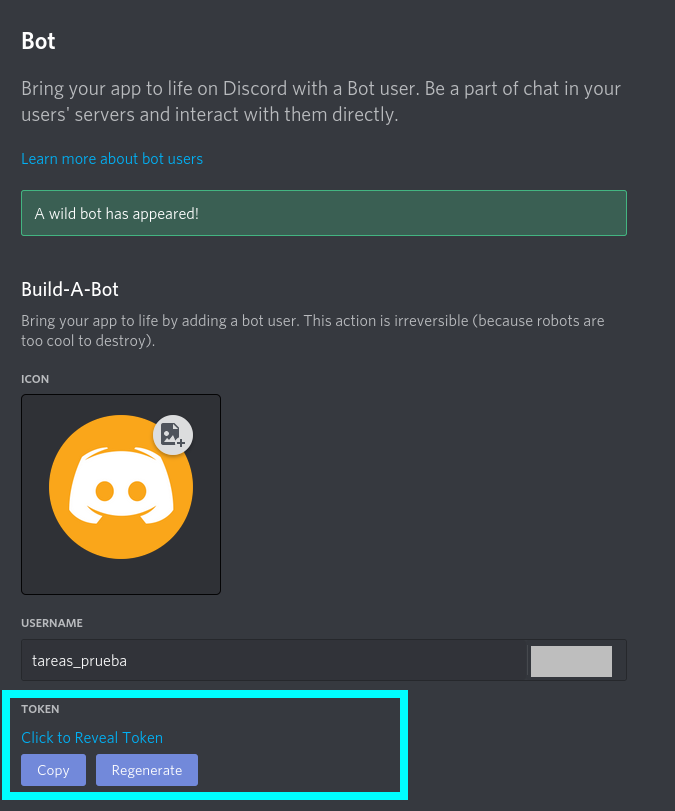 Bot
Bring your app to life on Discord with a Bot user. Be a part of chat in your
users' servers and interact with them directly.
Learn more about bot users
A wild bot has appeared!
Build-A-Bot
Bring your app to life by adding a bot user. This action is irreversible (because robots are
too cool to destroy).
ICON
USERNAME
tareas_prueba
TOKEN
Click to Reveal Token
Copy
Regenerate